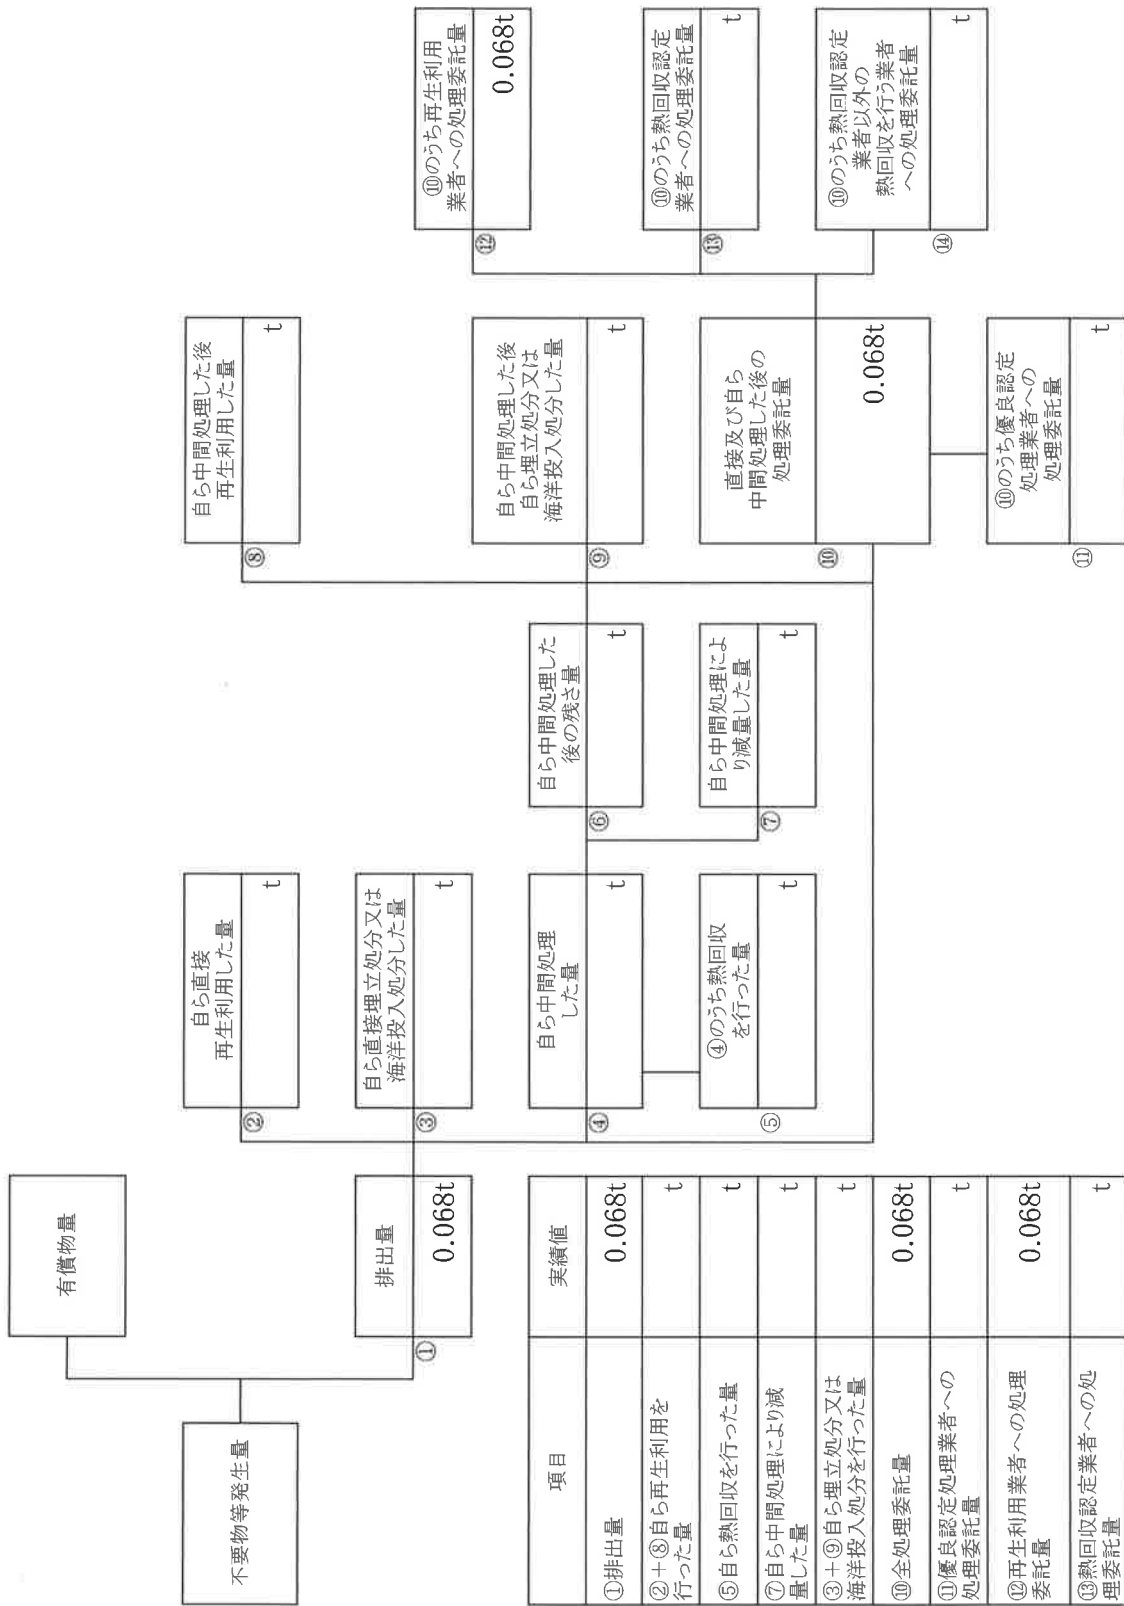 不要物等発生量
有償物量
①
排出量
0.068t
②
自ら直接
再生利用した量
t
③
自ら直接埋立処分又は
海洋投入処分した量
t
④
自ら中間処理
した量
t
⑤
④のうち熱回収
を行った量
t
⑥
自ら中間処理した
後の残さ量
t
⑦
自ら中間処理によ
り減量した量
t
⑧
自ら中間処理した後
再生利用した量
t
⑨
自ら中間処理した後
自ら埋立処分又は
海洋投入処分した量
t
⑩
直接及び自ら
中間処理した後の
処理委託量
0.068t
⑪
⑩のうち優良認定
処理業者への
処理委託量
t
⑫
⑩のうち再生利用
業者への処理委託量
0.068t
⑬
⑩のうち熱回収認定
業者への処理委託量
t
⑭
⑩のうち熱回収認定
業者以外の
熱回収を行う業者
への処理委託量
t
項目
実績値
①排出量
0.068t
②+⑧自ら再生利用を
行った量
t
⑤自ら熱回収を行った量
t
⑦自ら中間処理により減
量した量
t
③+⑨自ら埋立処分又は
海洋投入処分を行った量
t
⑩全処理委託量
0.068t
⑪優良認定処理業者への
処理委託量
t
⑫再生利用業者への処理
委託量
0.068t
⑬熱回収認定業者への処
理委託量
t